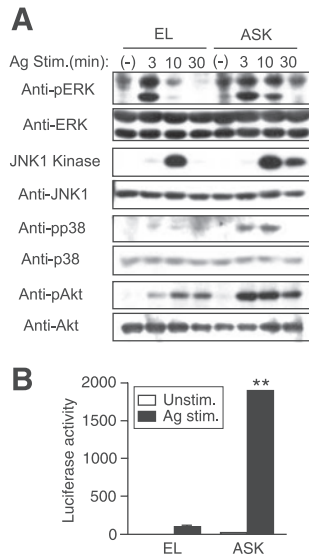 A
EL ASK
Ag Stim.(min): (-) 3 10 30 (-) 3 10 30
Anti-pERK
Anti-ERK
JNK1 Kinase
Anti-JNK1
Anti-pp38
Anti-p38
Anti-pAkt
Anti-Akt
B
Luciferase activity
2000
1500
1000
500
0
Unstim.
Ag stim.
**
EL ASK